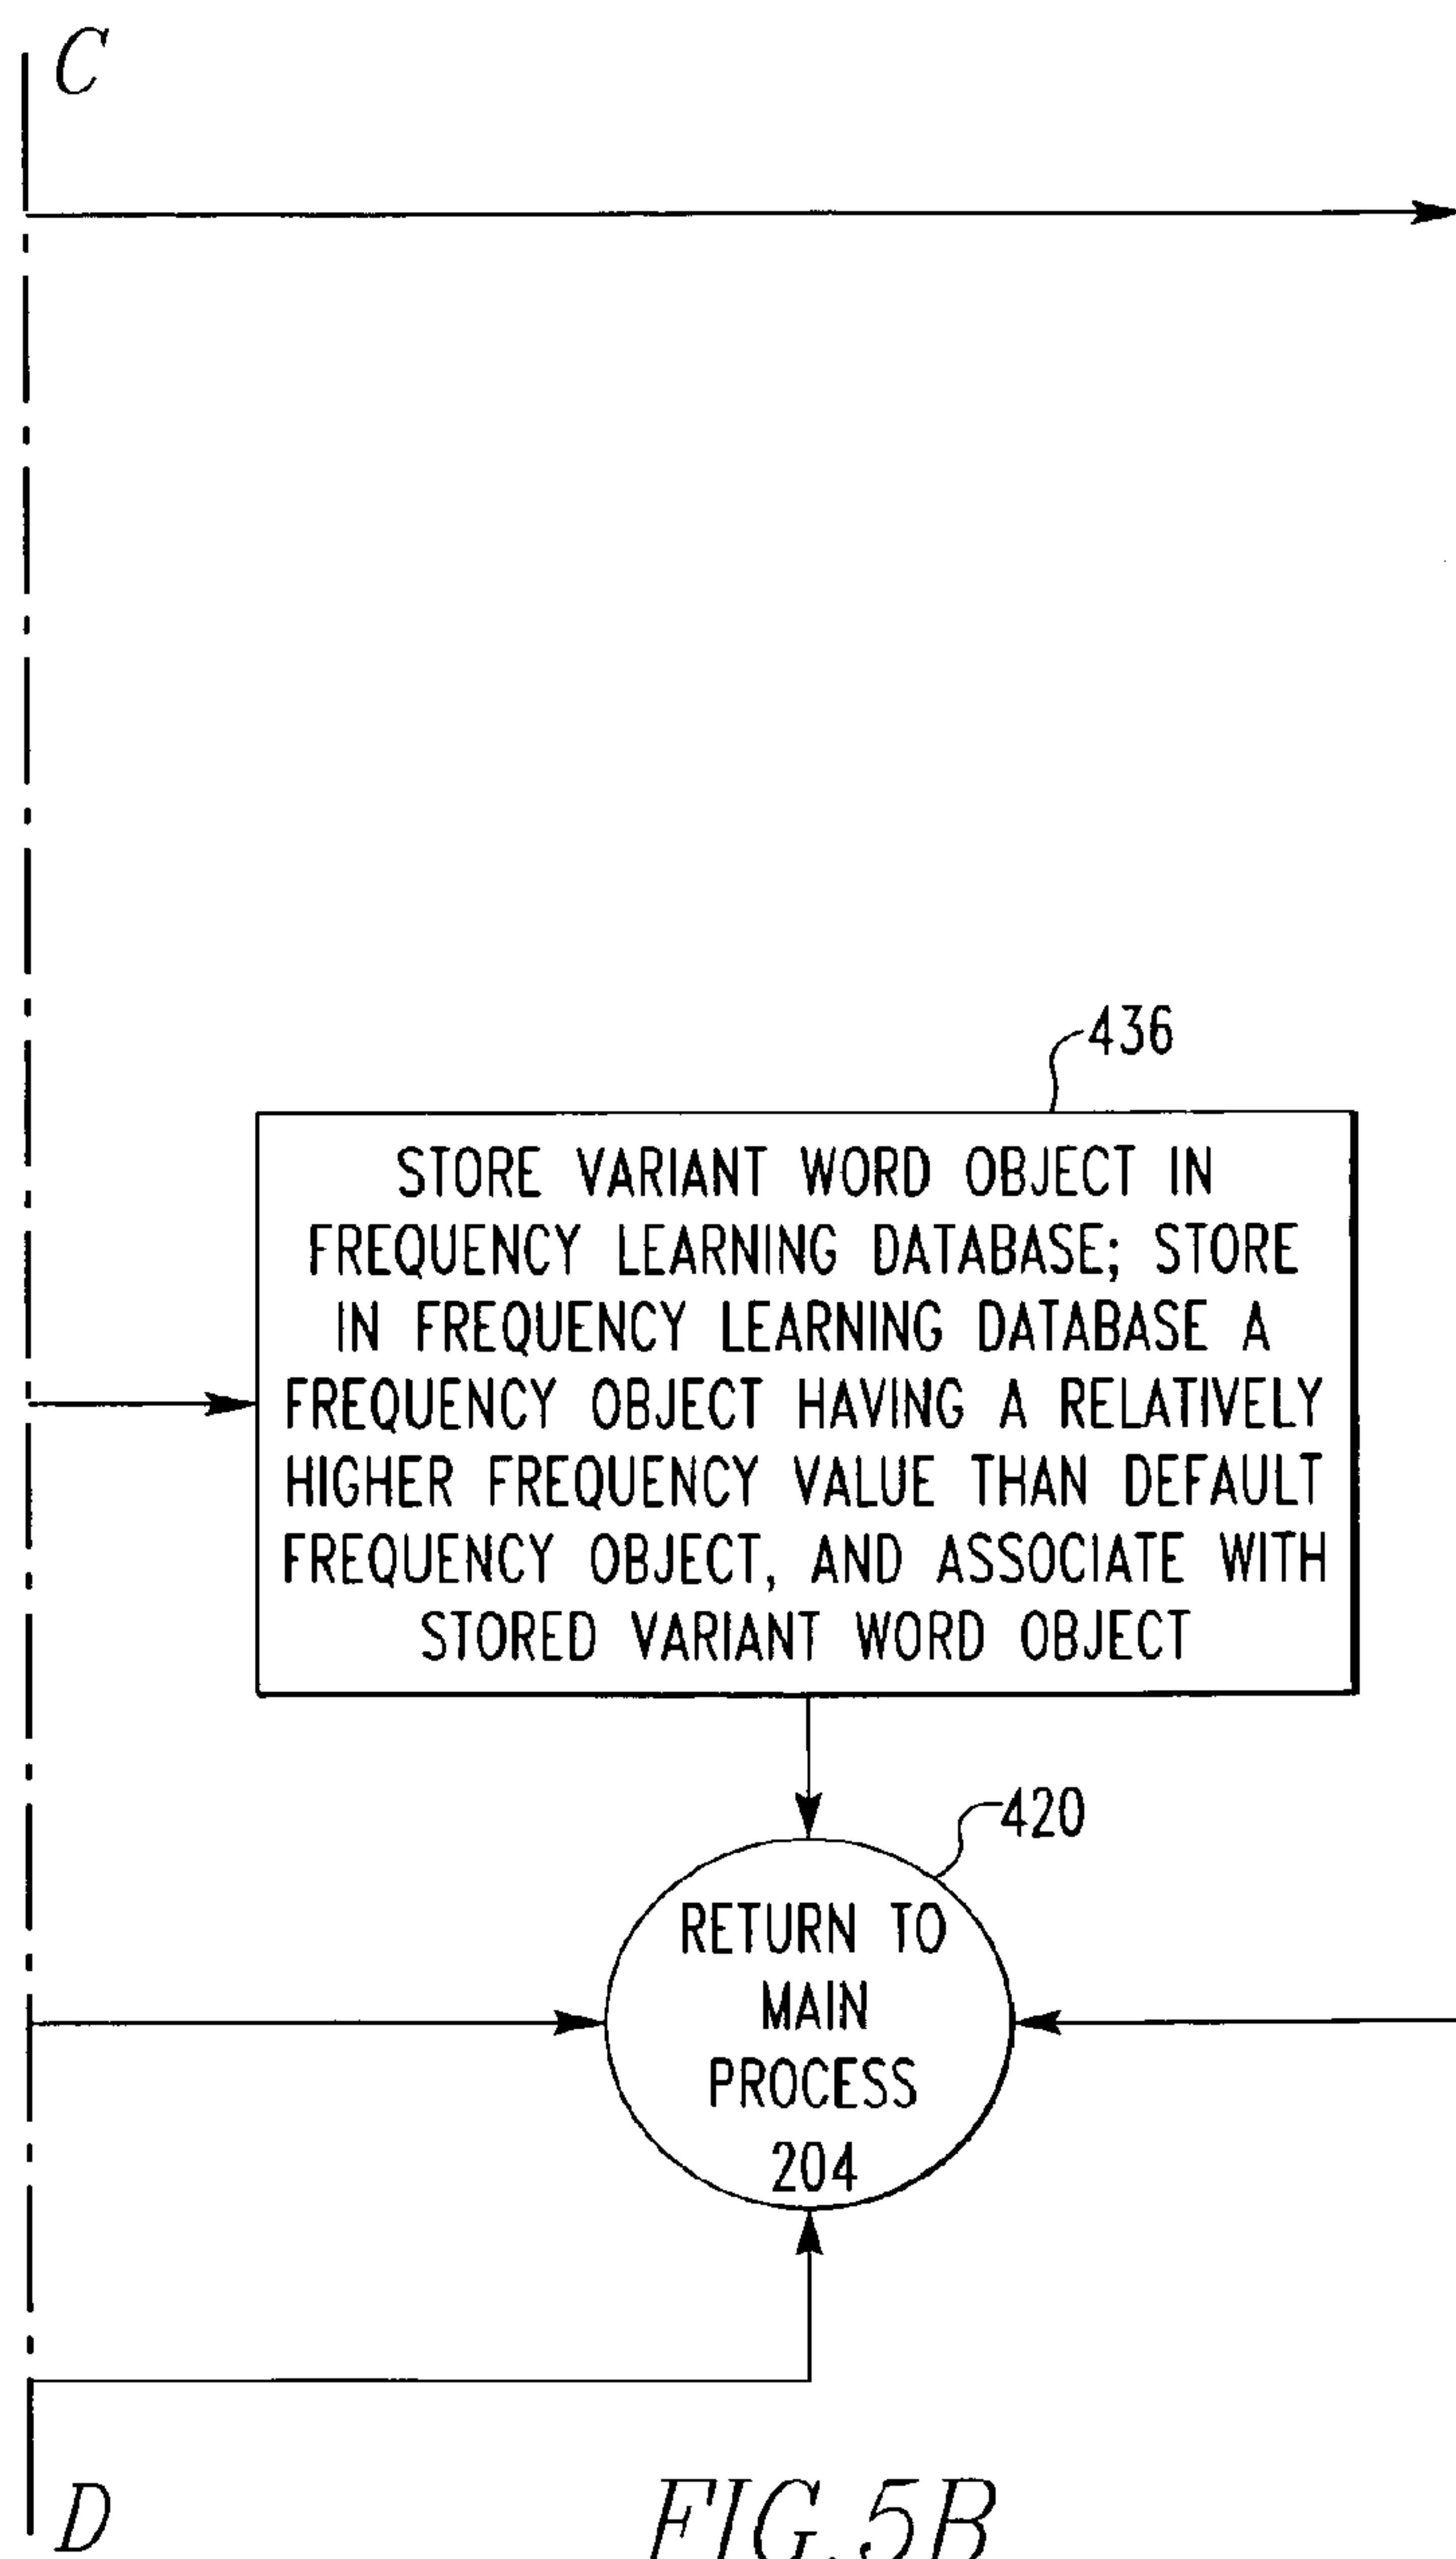 C
436
STORE VARIANT WORD OBJECT IN
FREQUENCY LEARNING DATABASE; STORE
IN FREQUENCY LEARNING DATABASE A
FREQUENCY OBJECT HAVING A RELATIVELY
HIGHER FREQUENCY VALUE THAN DEFAULT
FREQUENCY OBJECT, AND ASSOCIATE WITH
STORED VARIANT WORD OBJECT
420
RETURN TO
MAIN
PROCESS
204
D
FIG.5B